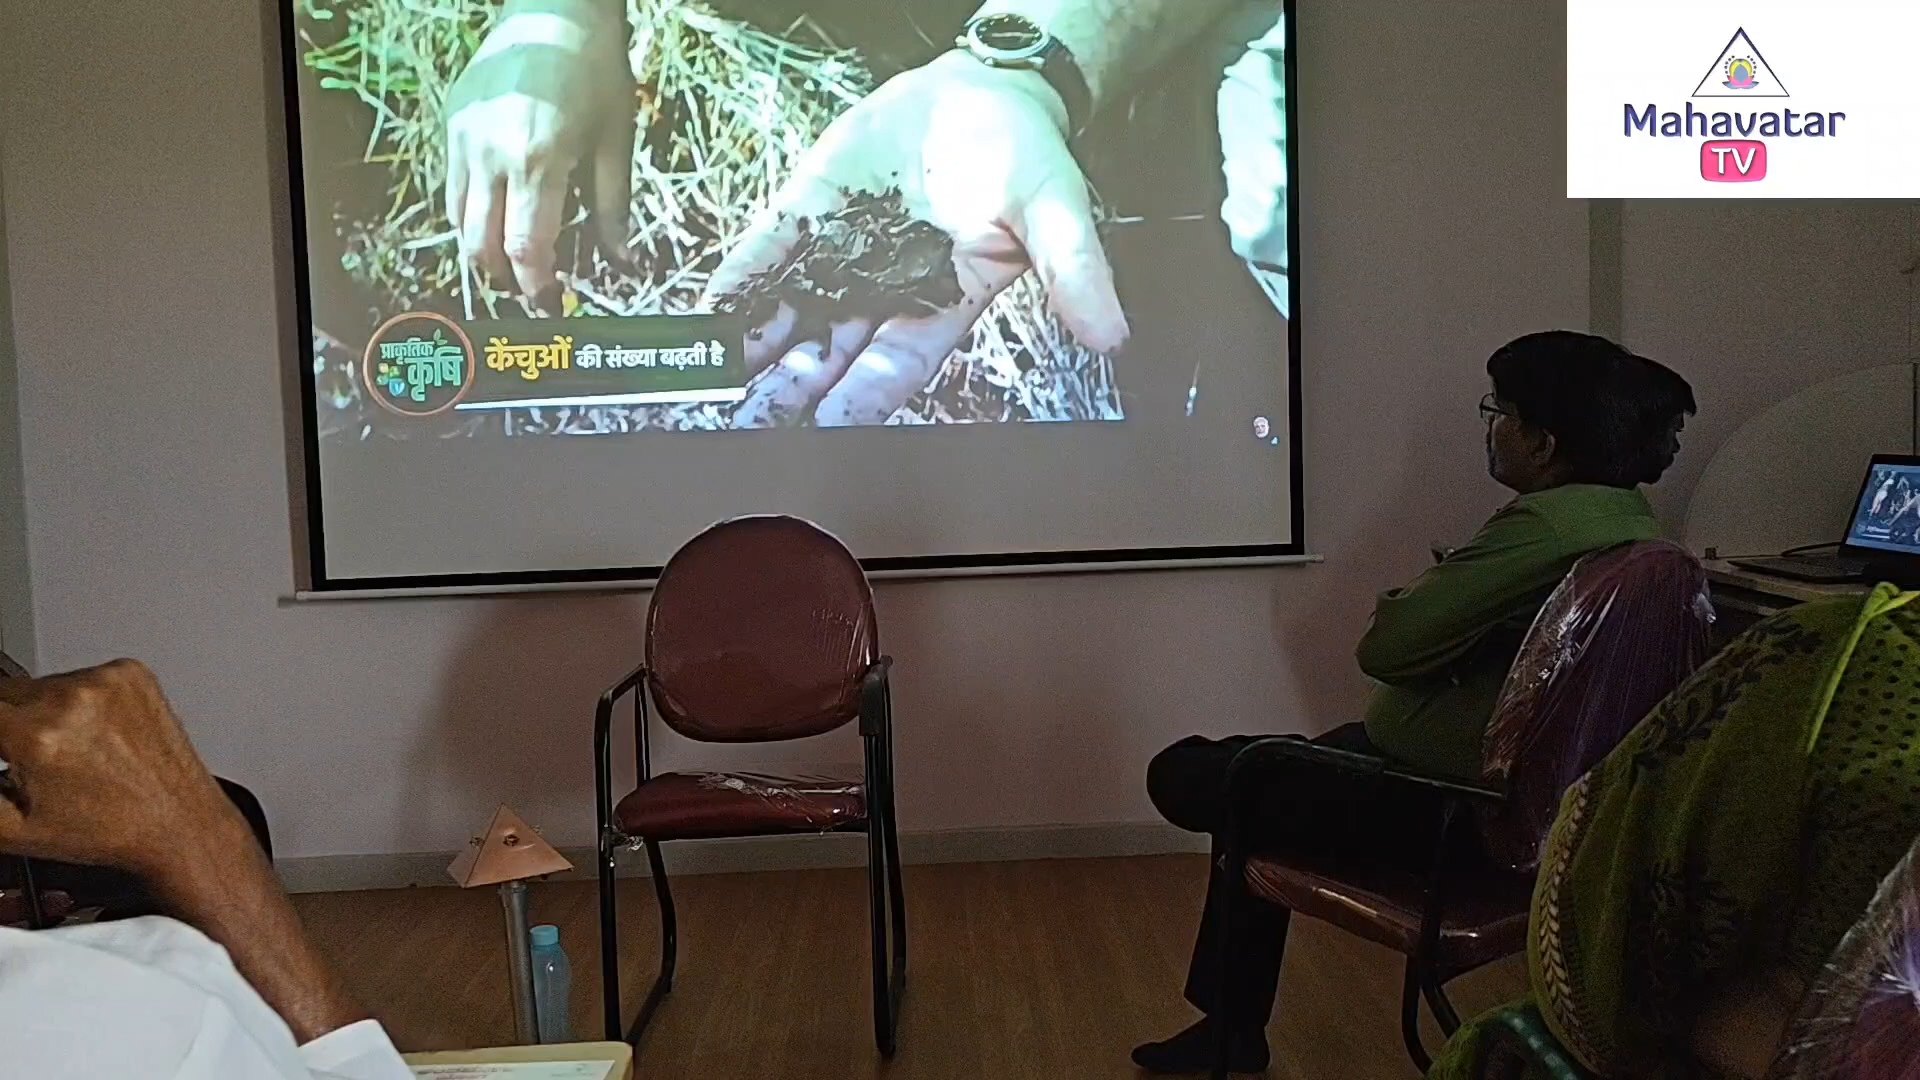 प्राकृतिक
कृषि
केंचुओं की संख्या बढ़ती है
Mahavatar
TV